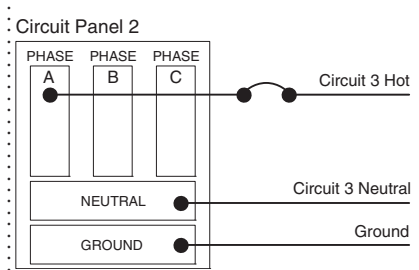 Circuit Panel 2
PHASE PHASE PHASE
A B C
Circuit 3 Hot
Circuit 3 Neutral
NEUTRAL
Ground
GROUND